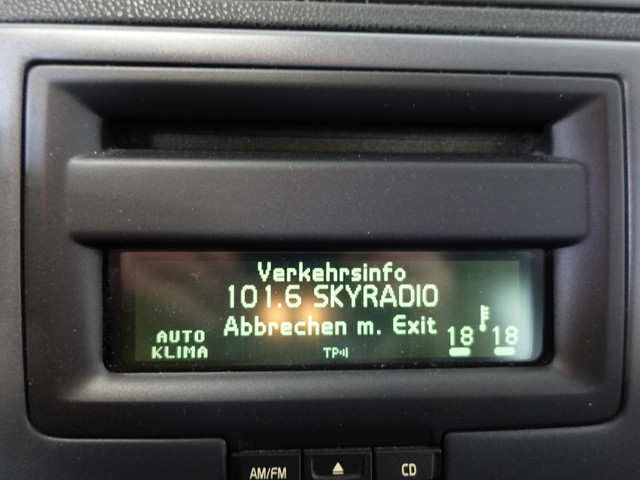 Verkehrsinfo
101.6 SKYRADIO
Abbrechen m. Exit
AUTO
KLIMA
TP
18 18
AM/FM
CD